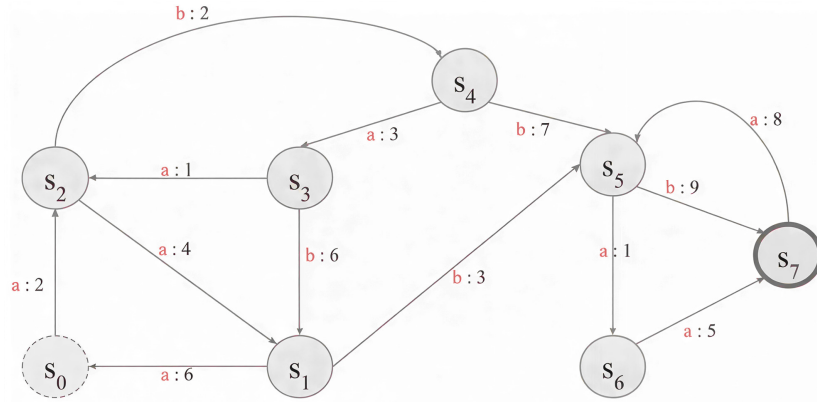 b : 2
s4
a : 3
b : 7
a : 8
s2
a : 1
s3
s5
b : 9
a : 4
b : 6
a : 1
s7
a : 2
b : 3
a : 5
s0
a : 6
s1
s6